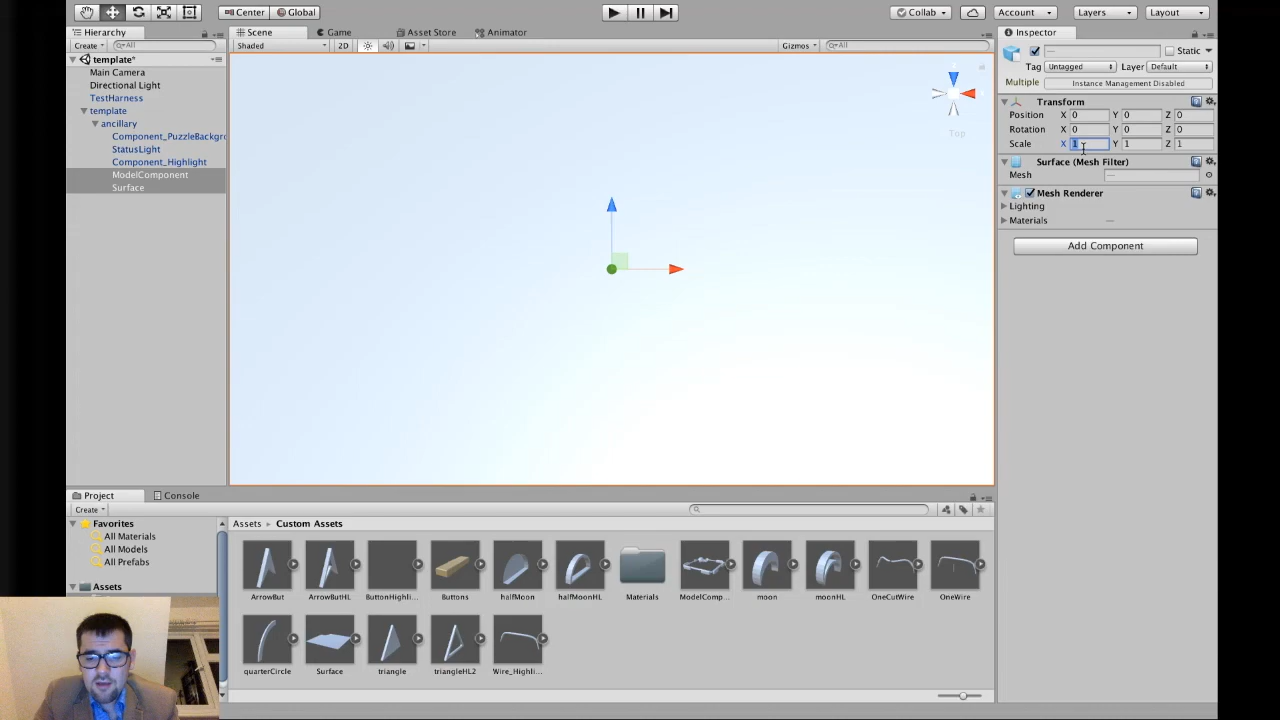 Center Global Collab Account Layers Layout
Hierarchy Scene Game Asset Store Animator Inspector
Create All Shaded 2D Gizmos All Static
template*
Main Camera Tag Untagged Layer Default
Directional Light Multiple Instance Management Disabled
TestHarness
template Transform
ancillary Position X 0 Y 0 Z 0
Component_PuzzleBackgro Rotation X 0 Y 0 Z 0
StatusLight Scale X 1 Y 1 Z 1
Component_Highlight Surface (Mesh Filter)
ModelComponent Mesh
Surface Mesh Renderer
Lighting
Materials
Add Component
Top
Project Console
Create
Favorites Assets Custom Assets
All Materials
All Models
All Prefabs
Assets
ArrowBut ArrowButHL ButtonHighli... Buttons halfMoon halfMoonHL Materials ModelComp... moon moonHL OneCutWire OneWire
quarterCircle Surface triangle triangleHL2 Wire_Highli...